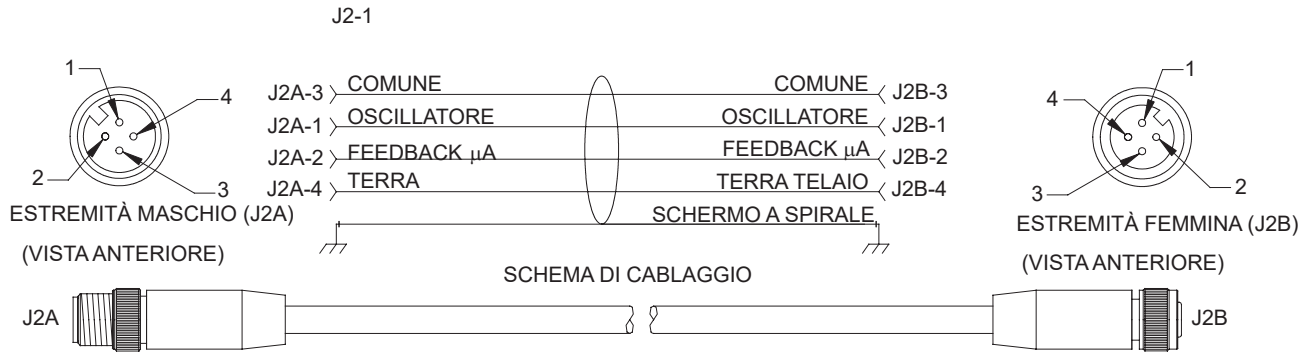 J2-1
1
4
2
3
J2A-3 COMUNE COMUNE J2B-3
J2A-1 OSCILLATORE OSCILLATORE J2B-1
J2A-2 FEEDBACK µA FEEDBACK µA J2B-2
J2A-4 TERRA TERRA TELAIO J2B-4
SCHERMO A SPIRALE
1
4
3
2
ESTREMITÀ MASCHIO (J2A)
(VISTA ANTERIORE)
ESTREMITÀ FEMMINA (J2B)
(VISTA ANTERIORE)
SCHEMA DI CABLAGGIO
J2A
J2B